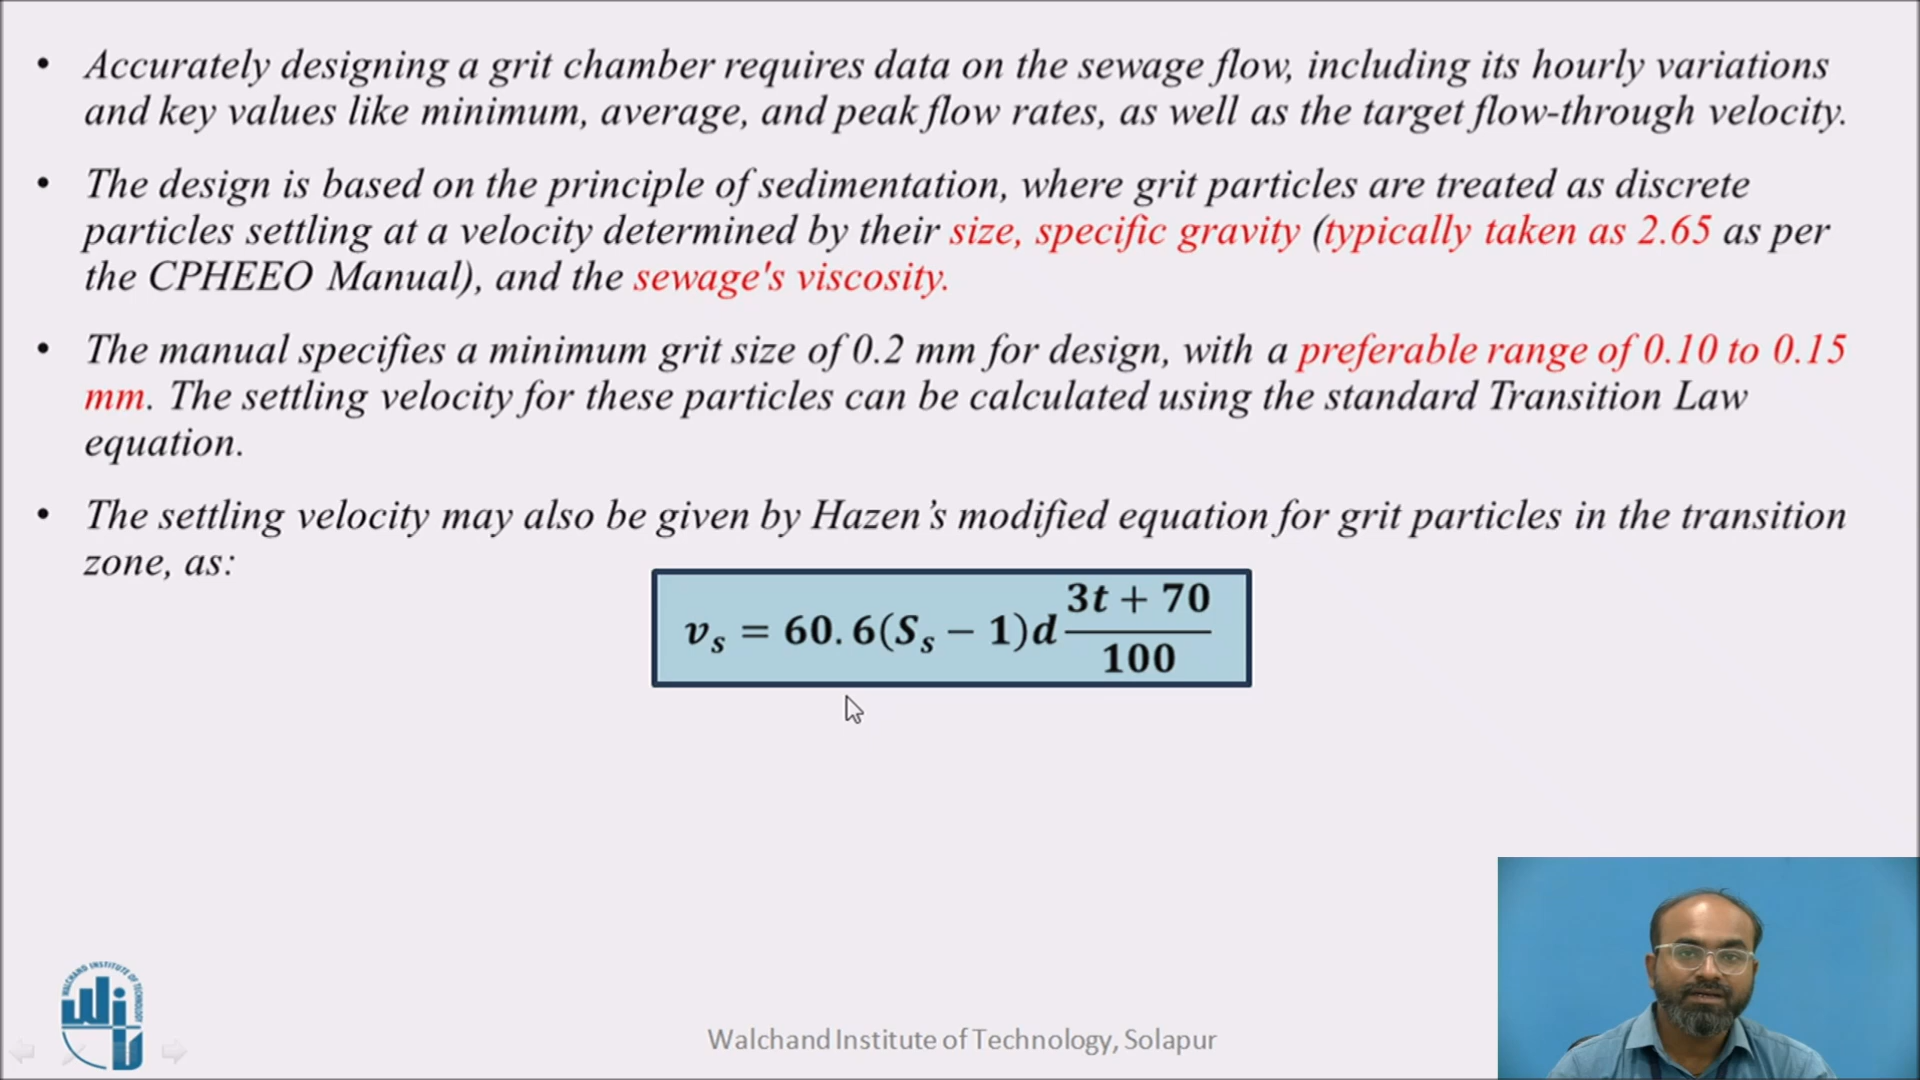 • Accurately designing a grit chamber requires data on the sewage flow, including its hourly variations
and key values like minimum, average, and peak flow rates, as well as the target flow-through velocity.
• The design is based on the principle of sedimentation, where grit particles are treated as discrete
particles settling at a velocity determined by their size, specific gravity (typically taken as 2.65 as per
the CPHEEO Manual), and the sewage's viscosity.
• The manual specifies a minimum grit size of 0.2 mm for design, with a preferable range of 0.10 to 0.15
mm. The settling velocity for these particles can be calculated using the standard Transition Law
equation.
• The settling velocity may also be given by Hazen’s modified equation for grit particles in the transition
zone, as:
v_s = 60.6(S_s − 1)d (3t + 70)/100
WALCHAND INSTITUTE OF TECHNOLOGY
WIT
Walchand Institute of Technology, Solapur